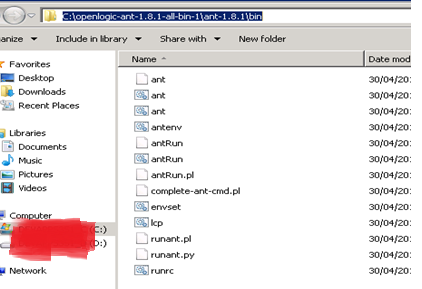 C:\openlogic-ant-1.8.1-all-bin-1\ant-1.8.1\bin
anize Include in library Share with New folder
Favorites
Desktop
Downloads
Recent Places
Libraries
Documents
Music
Pictures
Videos
Computer
(C:)
(D:)
Network
Name Date mod
ant 30/04/201
ant 30/04/201
ant 30/04/201
antenv 30/04/201
antRun 30/04/201
antRun 30/04/201
antRun.pl 30/04/201
complete-ant-cmd.pl 30/04/201
envset 30/04/201
lcp 30/04/201
runant.pl 30/04/201
runant.py 30/04/201
runrc 30/04/201